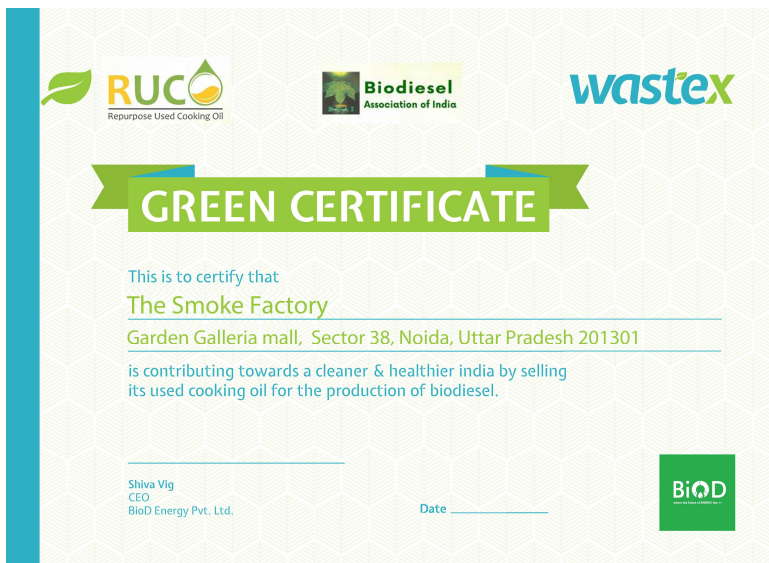 RUCO
Repurpose Used Cooking Oil
Biodiesel
Association of India
wastex
GREEN CERTIFICATE
This is to certify that
The Smoke Factory
Garden Galleria mall, Sector 38, Noida, Uttar Pradesh 201301
is contributing towards a cleaner & healthier india by selling
its used cooking oil for the production of biodiesel.
Shiva Vig
CEO
BioD Energy Pvt. Ltd.
Date
BiOD